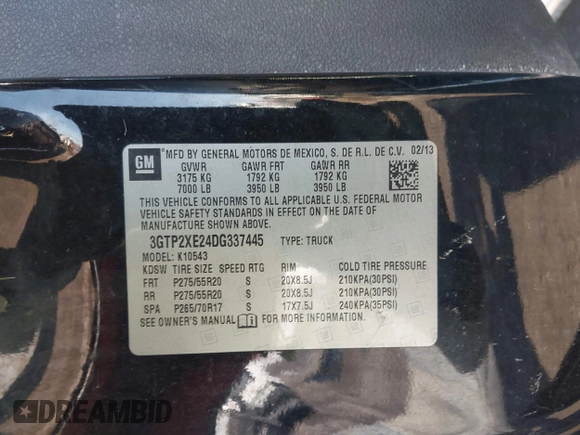 GM
MFD BY GENERAL MOTORS DE MEXICO, S. DE R.L. DE C.V. 02/13
GVWR GAWR FRT GAWR RR
3175 KG 1792 KG 1792 KG
7000 LB 3950 LB 3950 LB
THIS VEHICLE CONFORMS TO ALL APPLICABLE U.S. FEDERAL MOTOR
VEHICLE SAFETY STANDARDS IN EFFECT ON THE DATE OF MANUFACTURE
SHOWN ABOVE.
3GTP2XE24DG337445 TYPE: TRUCK
MODEL: K10543
KDSW TIRE SIZE SPEED RTG RIM COLD TIRE PRESSURE
FRT P275/55R20 S 20X8.5J 210KPA(30PSI)
RR P275/55R20 S 20X8.5J 210KPA(30PSI)
SPA P265/70R17 S 17X7.5J 240KPA(35PSI)
SEE OWNER'S MANUAL FOR MORE INFORMATION.
DREAMBID